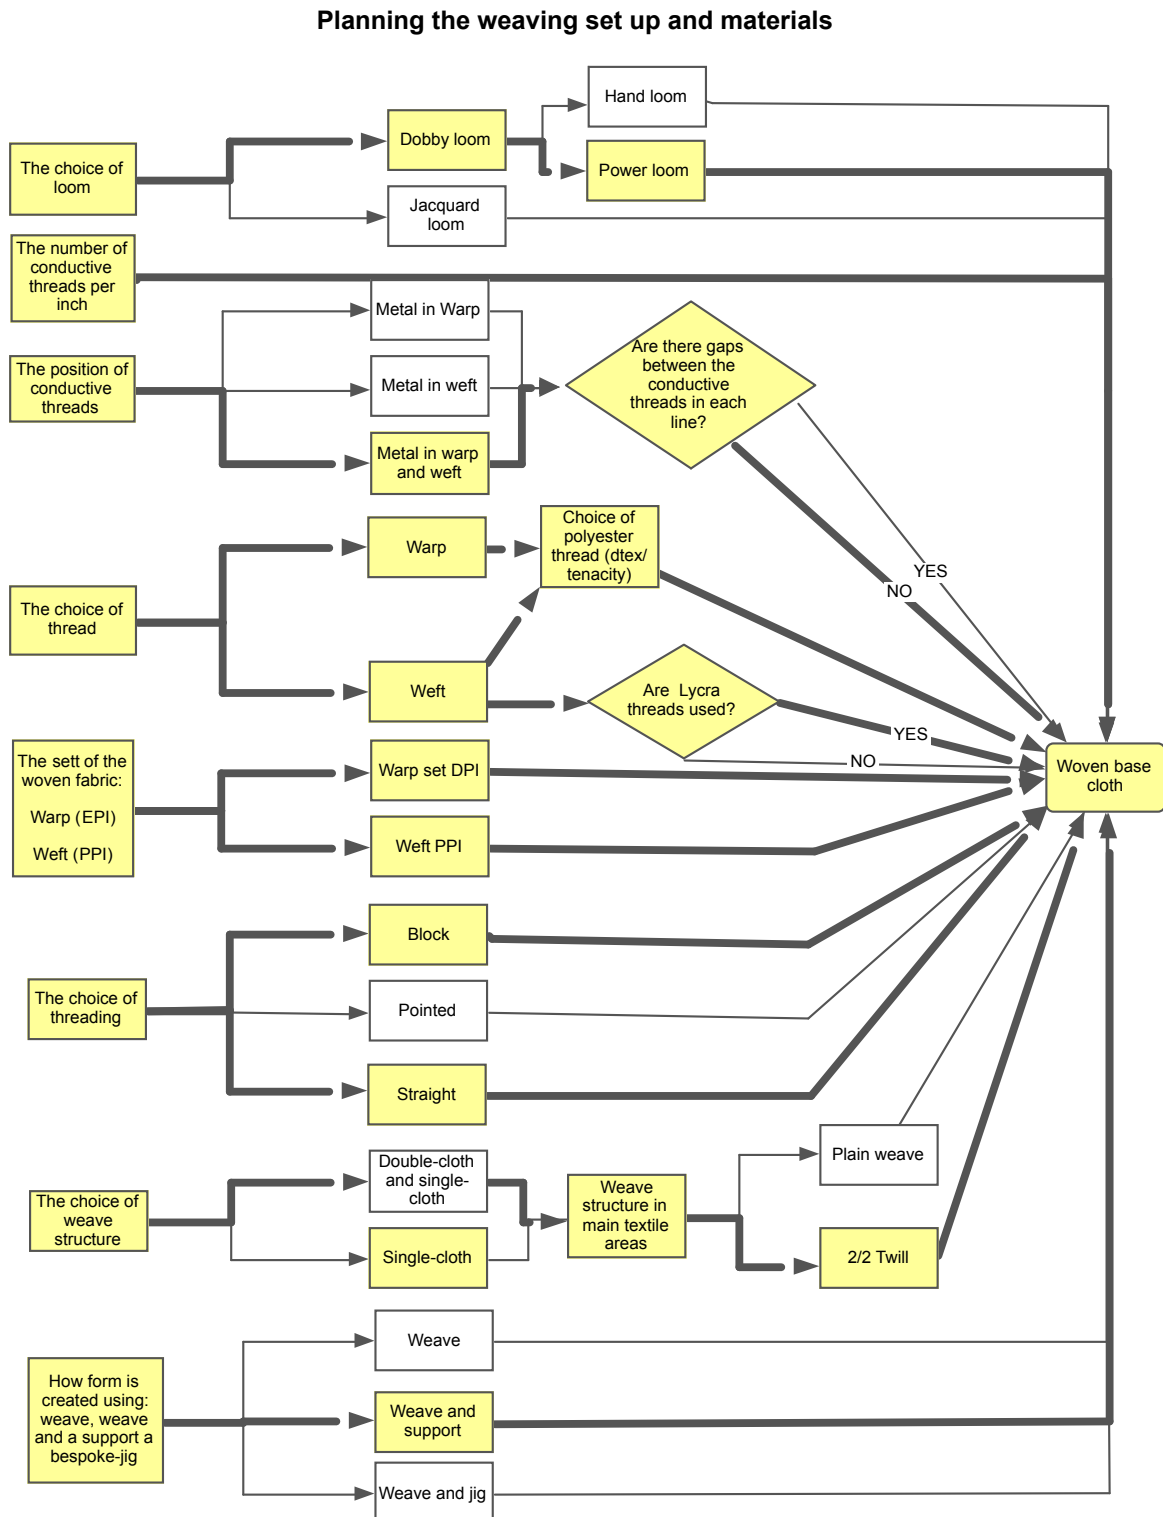 Planning the weaving set up and materials
Hand loom
Dobby loom
Power loom
The choice of
loom
Jacquard
loom
The number of
conductive
threads per
inch
Metal in Warp
Are there gaps
between the
conductive
threads in each
line?
The position of
conductive
threads
Metal in weft
Metal in warp
and weft
Choice of
polyester
thread (dtex/
tenacity)
Warp
YES
NO
The choice of
thread
Weft
Are Lycra
threads used?
YES
NO
The sett of the
woven fabric:
Warp (EPI)
Weft (PPI)
Warp set DPI
Woven base
cloth
Weft PPI
Block
The choice of
threading
Pointed
Straight
Plain weave
Double-cloth
and single-
cloth
Weave
structure in
main textile
areas
The choice of
weave
structure
Single-cloth
2/2 Twill
Weave
How form is
created using:
weave, weave
and a support a
bespoke-jig
Weave and
support
Weave and jig